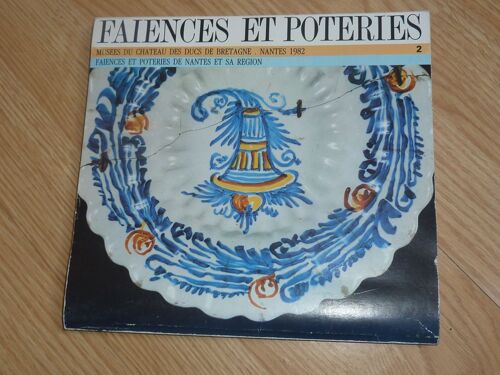 FAIENCES ET POTERIES
MUSEES DU CHATEAU DES DUCS DE BRETAGNE . NANTES 1982 2
FAIENCES ET POTERIES DE NANTES ET SA REGION